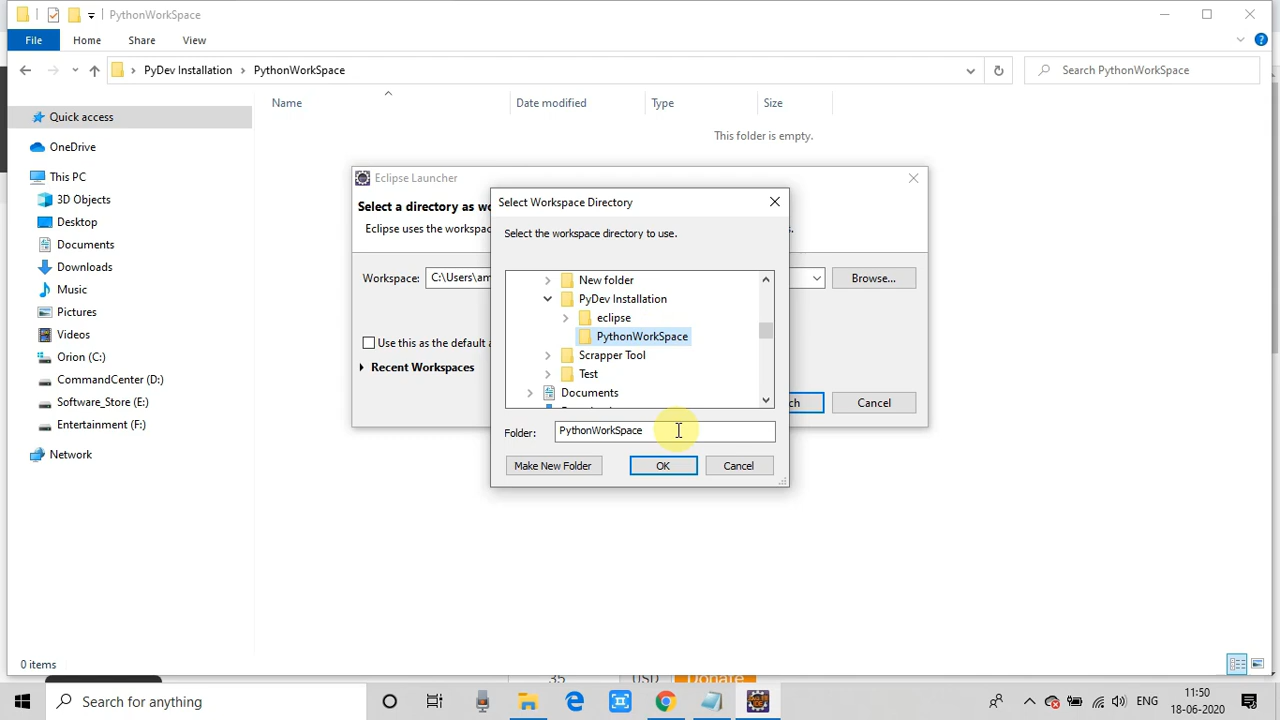 PythonWorkSpace
File Home Share View
PyDev Installation PythonWorkSpace Search PythonWorkSpace
Name Date modified Type Size
Quick access
This folder is empty.
OneDrive
This PC
3D Objects
Desktop
Documents
Downloads
Music
Pictures
Videos
Orion (C:)
CommandCenter (D:)
Software_Store (E:)
Entertainment (F:)
Network
Eclipse Launcher
Select a directory as
Eclipse uses the
Workspace: Browse...
Use this as the default
Recent Workspaces
Cancel
Select Workspace Directory
Select the workspace directory to use.
New folder
PyDev Installation
eclipse
PythonWorkSpace
Scrapper Tool
Test
Documents
Folder: PythonWorkSpace
Make New Folder OK Cancel
0 items
35 USD Donate
Search for anything
ENG
11:50
18-06-2020